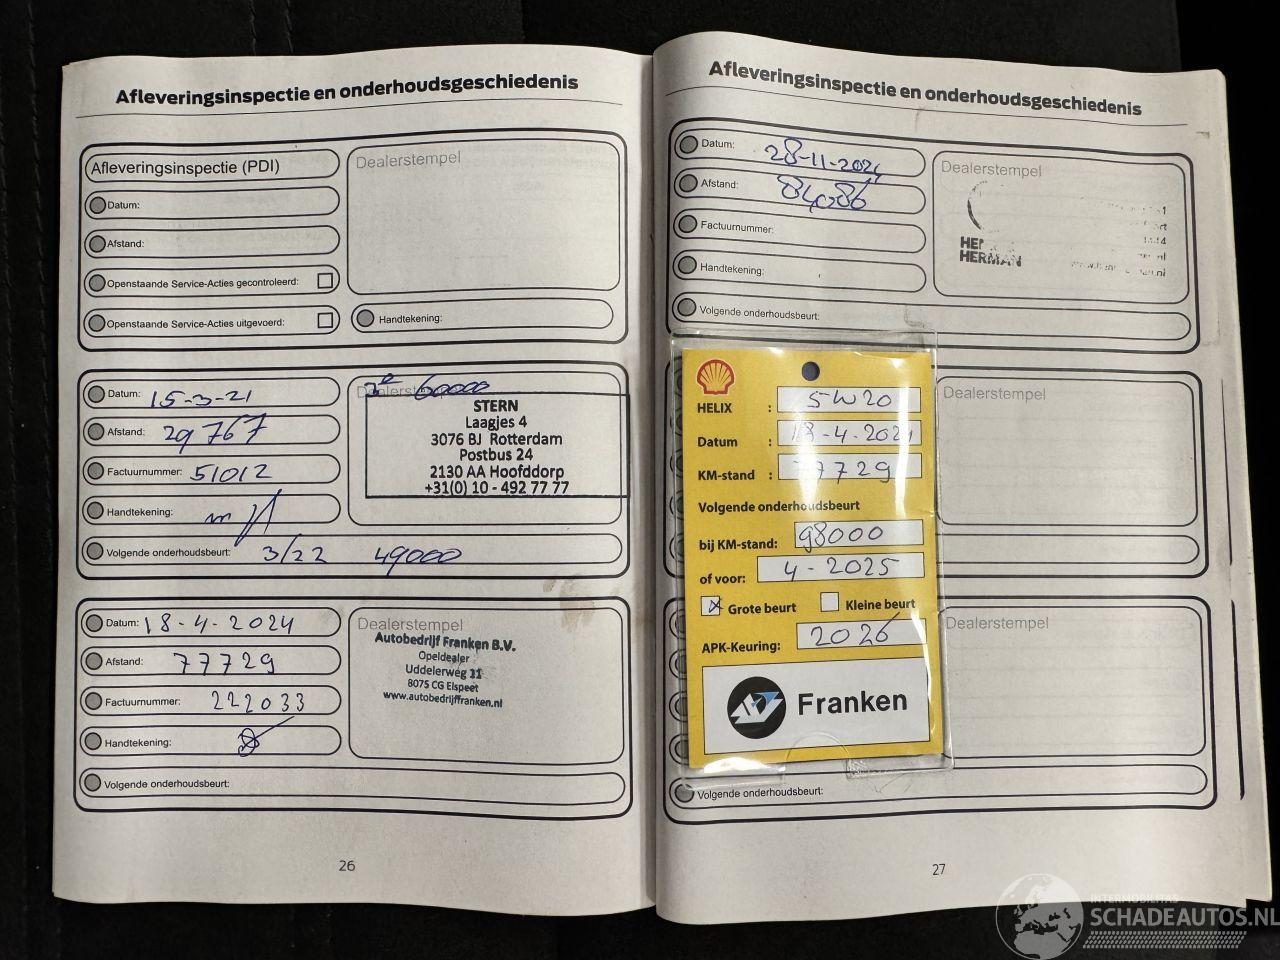 Afleveringsinspectie en onderhoudsgeschiedenis
Afleveringsinspectie (PDI)
Datum:
Afstand:
Openstaande Service-Acties gecontroleerd:
Openstaande Service-Acties uitgevoerd:
Dealerstempel
Handtekening:
Datum: 15-3-21
Afstand: 29767
Factuurnummer: 51012
Handtekening:
Volgende onderhoudsbeurt: 3/22 49000
Dealerstempel
60000
STERN
Laagjes 4
3076 BJ Rotterdam
Postbus 24
2130 AA Hoofddorp
+31(0) 10 - 492 77 77
Datum: 18-4-2024
Afstand: 77729
Factuurnummer: 222033
Handtekening:
Volgende onderhoudsbeurt:
Dealerstempel
Autobedrijf Franken B.V.
Opeldealer
Uddelerweg 11
8075 CG Elspeet
www.autobedrijffranken.nl
26
Afleveringsinspectie en onderhoudsgeschiedenis
Datum: 28-11-2024
Afstand: 84086
Factuurnummer:
Handtekening:
Volgende onderhoudsbeurt:
Dealerstempel
HERMAN
HELIX : 5W20
Datum : 18-4-2024
KM-stand : 77729
Volgende onderhoudsbeurt
bij KM-stand: 98000
of voor: 4-2025
Grote beurt
Kleine beurt
APK-Keuring: 2026
Franken
Dealerstempel
Dealerstempel
Volgende onderhoudsbeurt:
27
INTERMOBILITAS
SCHADEAUTOS.NL